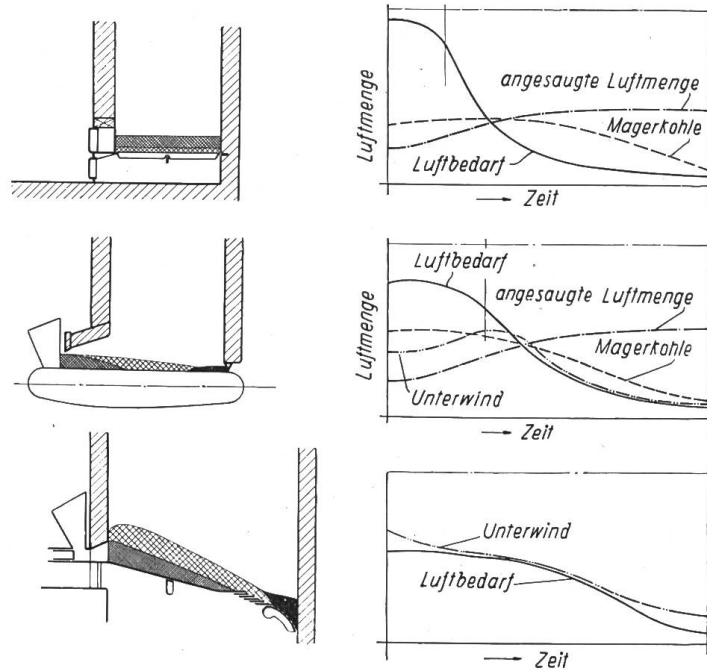 Luftmenge
angesaugte Luftmenge
Magerkohle
Luftbedarf
→ Zeit
Luftmenge
Luftbedarf
angesaugte Luftmenge
Magerkohle
Unterwind
→ Zeit
Unterwind
Luftbedarf
→ Zeit